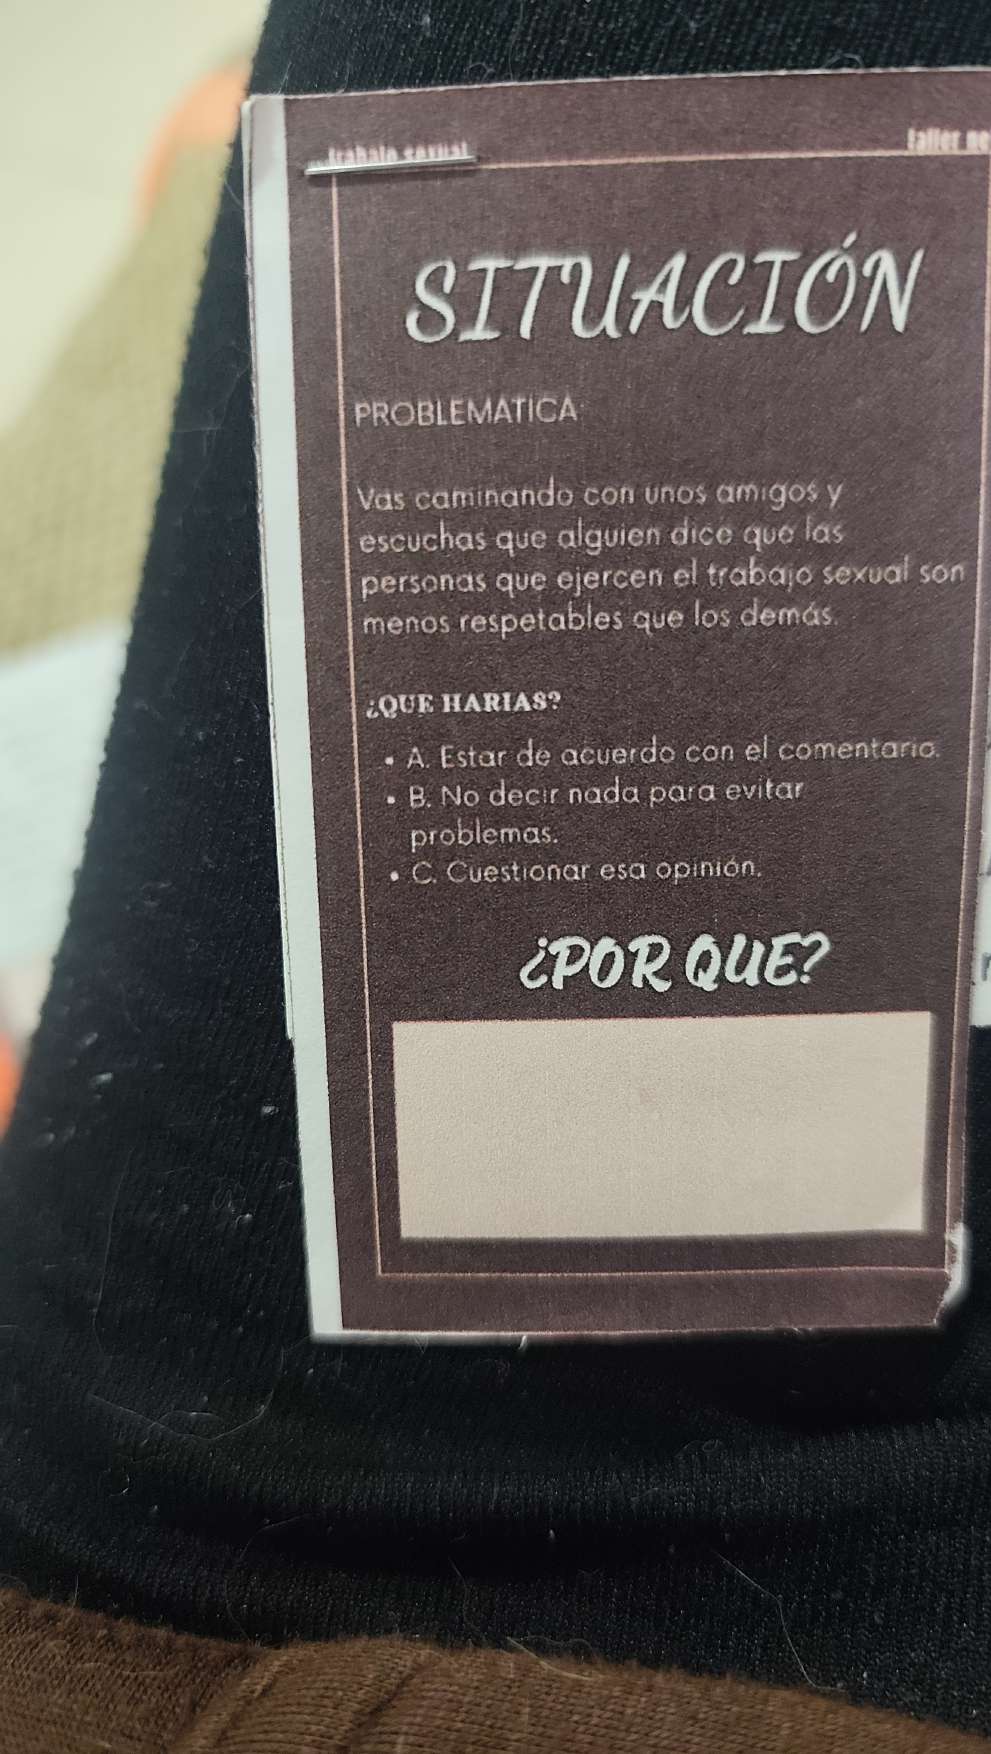 trabajo sexual
taller
SITUACIÓN
PROBLEMATICA
Vas caminando con unos amigos y
escuchas que alguien dice que las
personas que ejercen el trabajo sexual son
menos respetables que los demás.
¿QUE HARIAS?
• A. Estar de acuerdo con el comentario.
• B. No decir nada para evitar
problemas.
• C. Cuestionar esa opinión.
¿POR QUE?